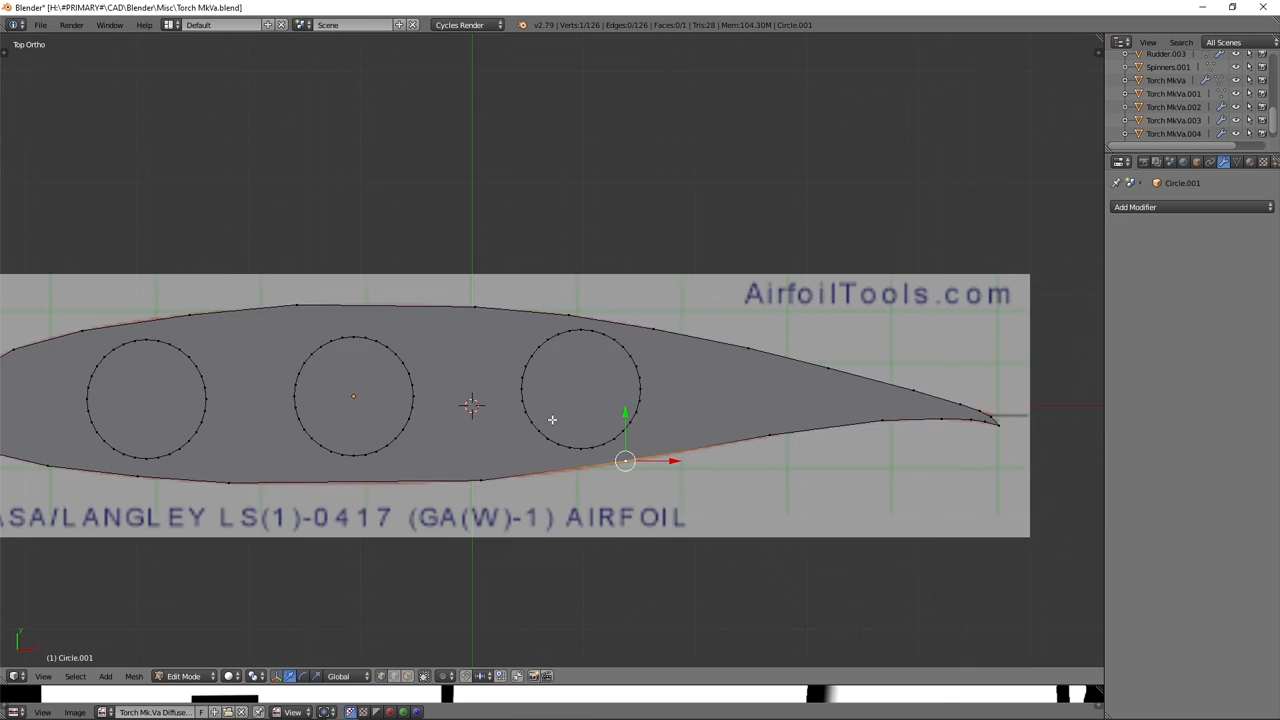 Blender* [H:\#PRIMARY#\CAD\Blender\Misc\Torch MkVa.blend]
File Render Window Help Default Scene Cycles Render v2.79 | Verts:1/126 | Edges:0/126 | Faces:0/1 | Tris:28 | Mem:104.30M | Circle.001
View Search All Scenes
Top Ortho
Rudder.003
Spinners.001
Torch MkVa
Torch MkVa.001
Torch MkVa.002
Torch MkVa.003
Torch MkVa.004
Circle.001
Add Modifier
AirfoilTools.com
ASA/LANGLEY LS(1)-0417 (GA(W)-1) AIRFOIL
(1) Circle.001
View Select Add Mesh Edit Mode Global
View Image Torch Mk.Va Diffuse... F View